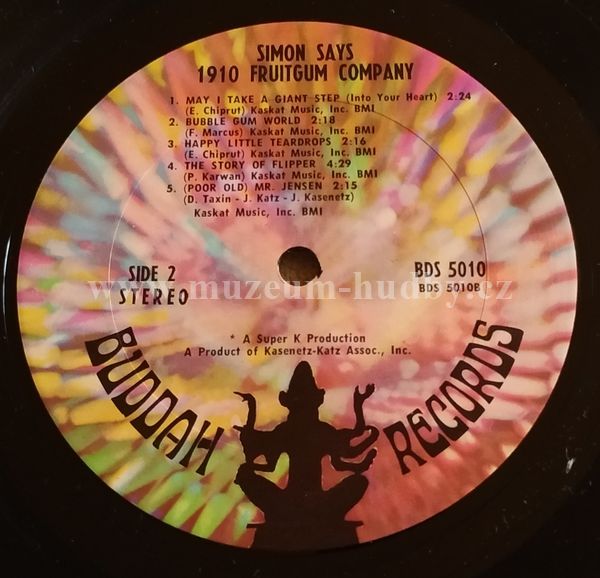 SIMON SAYS
1910 FRUITGUM COMPANY
1. MAY I TAKE A GIANT STEP (Into Your Heart) 2:24
(E. Chiprut) Kaskat Music, Inc. BMI
2. BUBBLE GUM WORLD 2:18
(F. Marcus) Kaskat Music, Inc. BMI
3. HAPPY LITTLE TEARDROPS 2:16
(E. Chiprut) Kaskat Music, Inc. BMI
4. THE STORY OF FLIPPER 4:29
(P. Karwan) Kaskat Music, Inc. BMI
5. (POOR OLD) MR. JENSEN 2:15
(D. Taxin - J. Katz - J. Kasenetz)
Kaskat Music, Inc. BMI
SIDE 2
STEREO
BDS 5010
BDS 5010B
www.muzeum-hudby.cz
* A Super K Production
A Product of Kasenetz-Katz Assoc., Inc.
BUDDAH RECORDS